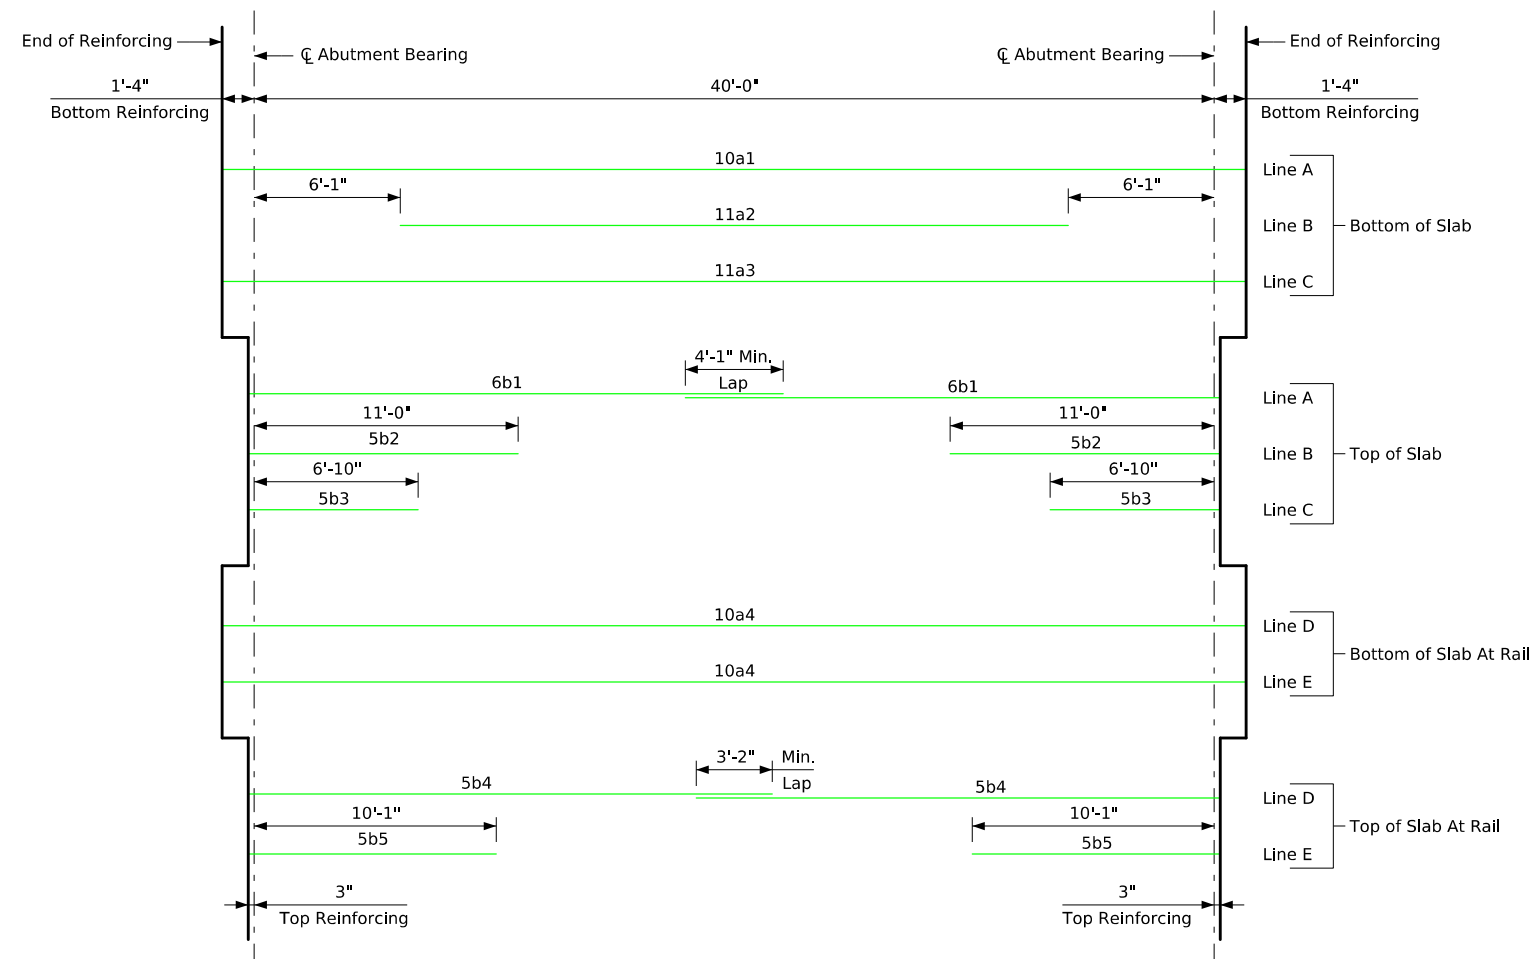 End of Reinforcing
℄ Abutment Bearing
℄ Abutment Bearing
End of Reinforcing
1'-4"
40'-0"
1'-4"
Bottom Reinforcing
Bottom Reinforcing
10a1
Line A
6'-1"
6'-1"
11a2
Line B
Bottom of Slab
11a3
Line C
4'-1" Min.
Lap
6b1
6b1
Line A
11'-0"
11'-0"
5b2
5b2
Line B
Top of Slab
6'-10"
6'-10"
5b3
5b3
Line C
10a4
Line D
Bottom of Slab At Rail
10a4
Line E
3'-2" Min.
Lap
5b4
5b4
Line D
10'-1"
10'-1"
Top of Slab At Rail
5b5
5b5
Line E
3"
3"
Top Reinforcing
Top Reinforcing